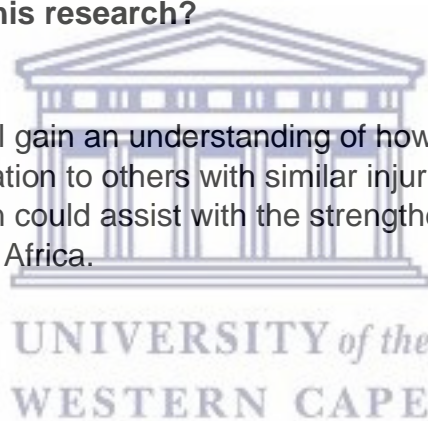 his research?
l gain an understanding of how
ation to others with similar injur
n could assist with the strengthe
Africa.
UNIVERSITY of the
WESTERN CAPE